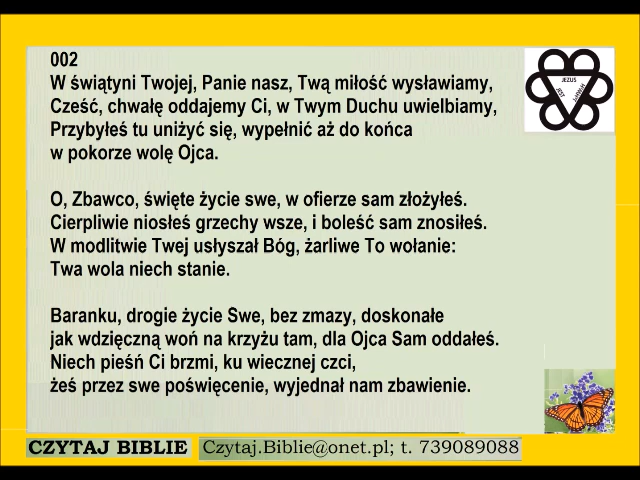 002
W świątyni Twojej, Panie nasz, Twą miłość wysławiamy,
Cześć, chwałę oddajemy Ci, w Twym Duchu uwielbiamy,
Przybyłeś tu uniżyć się, wypełnić aż do końca
w pokorze wolę Ojca.
O, Zbawco, święte życie swe, w ofierze sam złożyłeś.
Cierpliwie niosłeś grzechy wsze, i boleść sam znosiłeś.
W modlitwie Twej usłyszał Bóg, żarliwe To wołanie:
Twa wola niech stanie.
Baranku, drogie życie Swe, bez zmazy, doskonałe
jak wdzięczną woń na krzyżu tam, dla Ojca Sam oddałeś.
Niech pieśń Ci brzmi, ku wiecznej czci,
żeś przez swe poświęcenie, wyjednał nam zbawienie.
JEZUS
JEST
CZYTAJ BIBLIE Czytaj.Biblie@onet.pl; t. 739089088